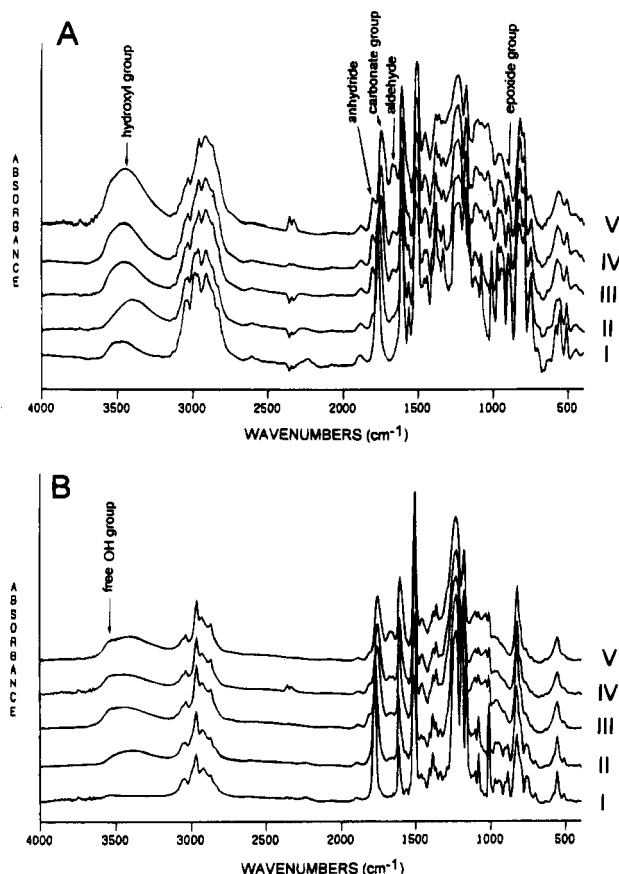 A
hydroxyl group
anhydride
carbonate group
aldehyde
epoxide group
ABSORBANCE
V
IV
III
II
I
4000 3500 3000 2500 2000 1500 1000 500
WAVENUMBERS (cm-1)
B
free OH group
ABSORBANCE
V
IV
III
II
I
4000 3500 3000 2500 2000 1500 1000 500
WAVENUMBERS (cm-1)